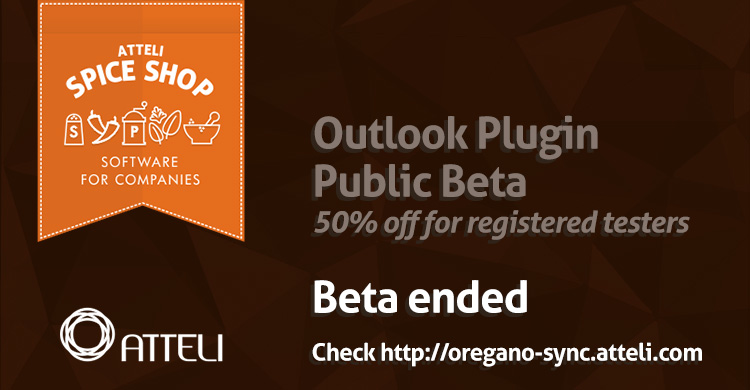 ATTELI
SPICE SHOP
S P
SOFTWARE
FOR COMPANIES
Outlook Plugin
Public Beta
50% off for registered testers
Beta ended
Check http://oregano-sync.atteli.com
ATTELI